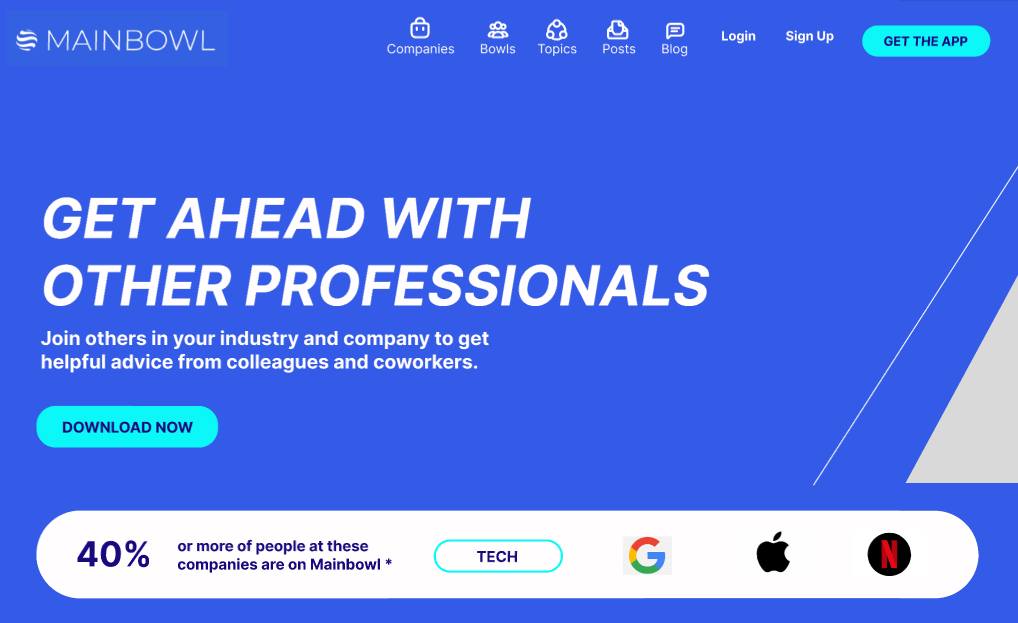 MAINBOWL
Companies
Bowls
Topics
Posts
Blog
Login
Sign Up
GET THE APP
GET AHEAD WITH
OTHER PROFESSIONALS
Join others in your industry and company to get
helpful advice from colleagues and coworkers.
DOWNLOAD NOW
40%
or more of people at these
companies are on Mainbowl *
TECH
G
N